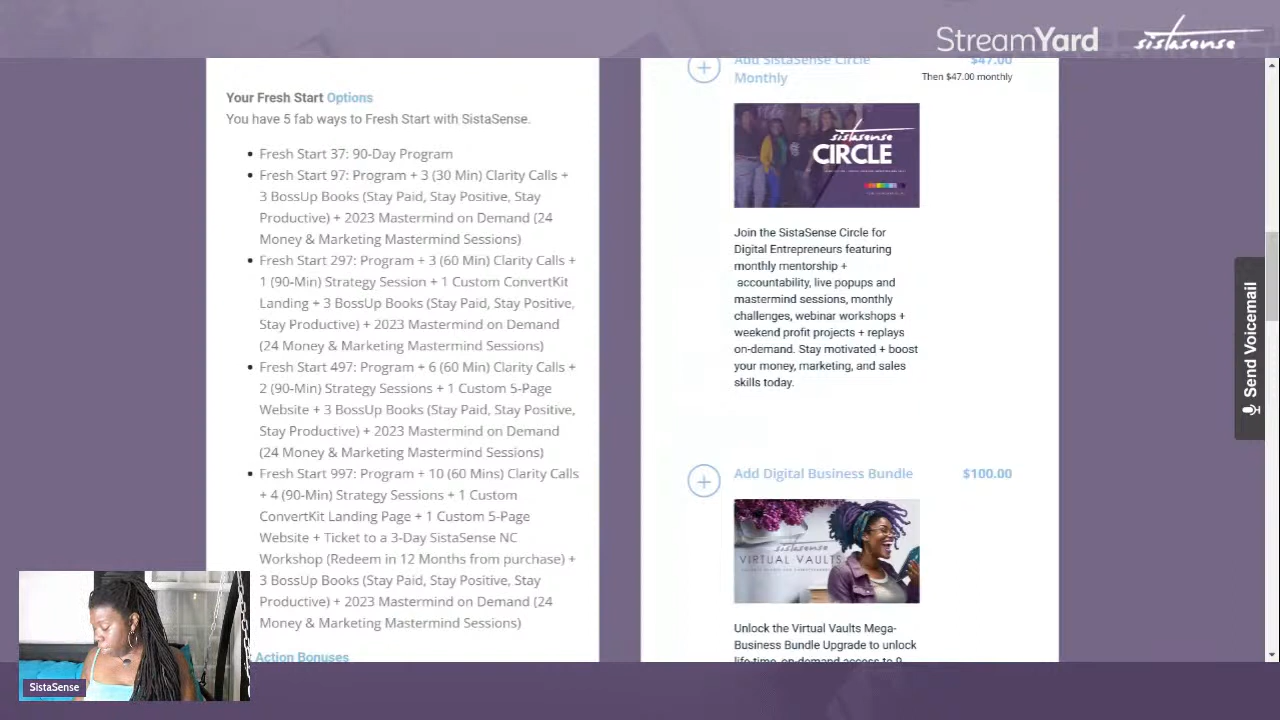 StreamYard sistasense
Your Fresh Start Options
You have 5 fab ways to Fresh Start with SistaSense.
• Fresh Start 37: 90-Day Program
• Fresh Start 97: Program + 3 (30 Min) Clarity Calls +
3 BossUp Books (Stay Paid, Stay Positive, Stay
Productive) + 2023 Mastermind on Demand (24
Money & Marketing Mastermind Sessions)
• Fresh Start 297: Program + 3 (60 Min) Clarity Calls +
1 (90-Min) Strategy Session + 1 Custom ConvertKit
Landing + 3 BossUp Books (Stay Paid, Stay Positive,
Stay Productive) + 2023 Mastermind on Demand
(24 Money & Marketing Mastermind Sessions)
• Fresh Start 497: Program + 6 (60 Min) Clarity Calls +
2 (90-Min) Strategy Sessions + 1 Custom 5-Page
Website + 3 BossUp Books (Stay Paid, Stay Positive,
Stay Productive) + 2023 Mastermind on Demand
(24 Money & Marketing Mastermind Sessions)
• Fresh Start 997: Program + 10 (60 Mins) Clarity Calls
+ 4 (90-Min) Strategy Sessions + 1 Custom
ConvertKit Landing Page + 1 Custom 5-Page
Website + Ticket to a 3-Day SistaSense NC
Workshop (Redeem in 12 Months from purchase) +
3 BossUp Books (Stay Paid, Stay Positive, Stay
Productive) + 2023 Mastermind on Demand (24
Money & Marketing Mastermind Sessions)
Action Bonuses
Add SistaSense Circle $47.00
Monthly Then $47.00 monthly
sistasense
CIRCLE
Join the SistaSense Circle for
Digital Entrepreneurs featuring
monthly mentorship +
accountability, live popups and
mastermind sessions, monthly
challenges, webinar workshops +
weekend profit projects + replays
on-demand. Stay motivated + boost
your money, marketing, and sales
skills today.
Add Digital Business Bundle $100.00
sistasense
VIRTUAL VAULTS
Unlock the Virtual Vaults Mega-
Business Bundle Upgrade to unlock
life-time, on-demand access to 9
Send Voicemail
SistaSense